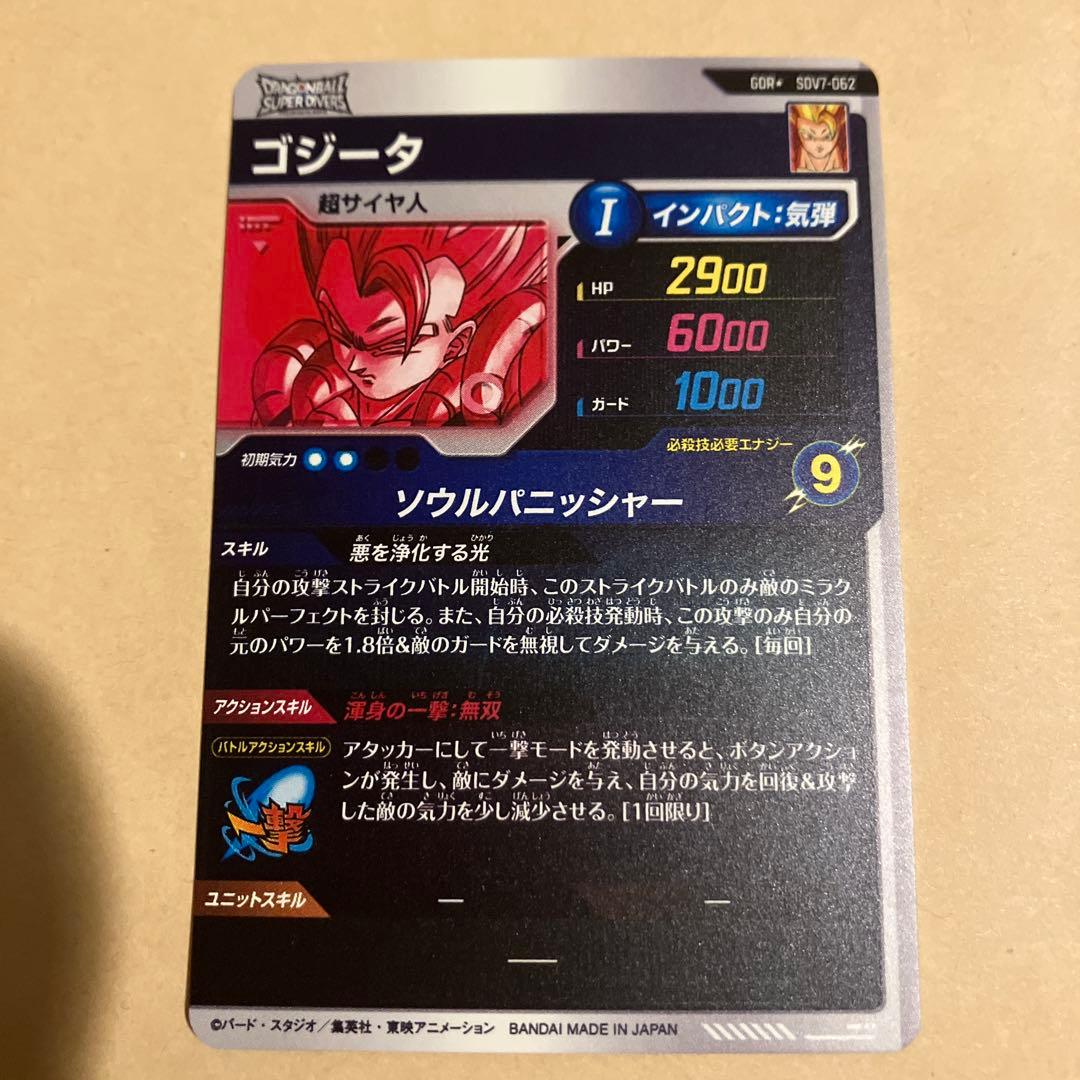 DRAGONBALL
SUPER DIVERS
GDR★ SDV7-062
ゴジータ
超サイヤ人
I インパクト:気弾
HP 2900
パワー 6000
ガード 1000
初期気力
必殺技必要エナジー
9
ソウルパニッシャー
スキル 悪を浄化する光
自分の攻撃ストライクバトル開始時、このストライクバトルのみ敵のミラク
ルパーフェクトを封じる。また、自分の必殺技発動時、この攻撃のみ自分の
元のパワーを1.8倍&敵のガードを無視してダメージを与える。[毎回]
アクションスキル 渾身の一撃:無双
バトルアクションスキル
アタッカーにして一撃モードを発動させると、ボタンアクショ
ンが発生し、敵にダメージを与え、自分の気力を回復&攻撃
した敵の気力を少し減少させる。[1回限り]
一撃
ユニットスキル — —
—
©バード・スタジオ/集英社・東映アニメーション BANDAI MADE IN JAPAN